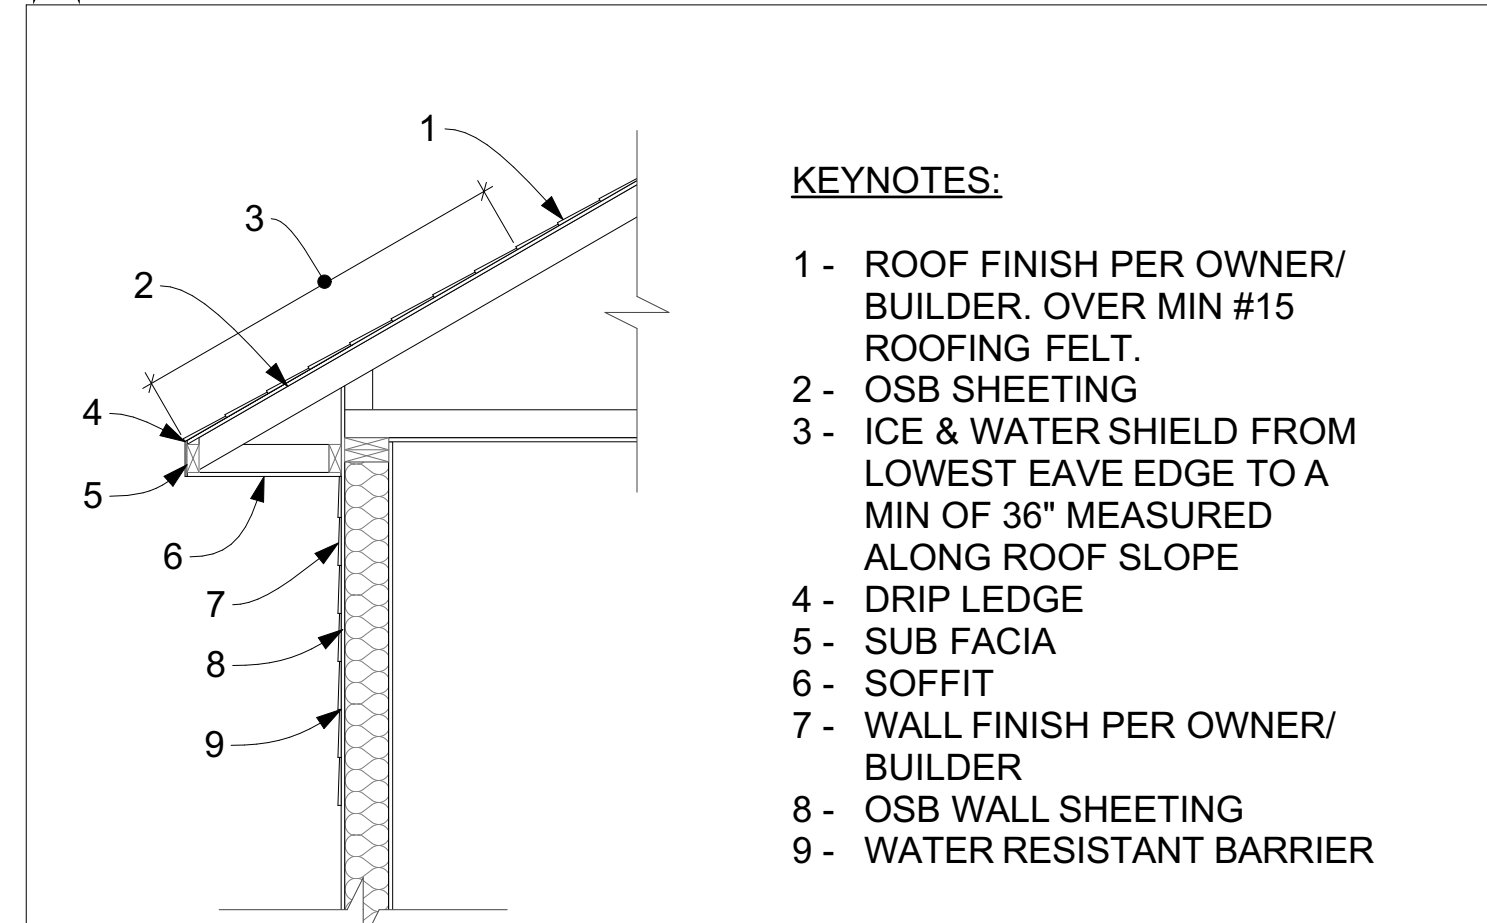 1
3
2
4
5
6
7
8
9
KEYNOTES:
1 - ROOF FINISH PER OWNER/
BUILDER. OVER MIN #15
ROOFING FELT.
2 - OSB SHEETING
3 - ICE & WATER SHIELD FROM
LOWEST EAVE EDGE TO A
MIN OF 36" MEASURED
ALONG ROOF SLOPE
4 - DRIP LEDGE
5 - SUB FACIA
6 - SOFFIT
7 - WALL FINISH PER OWNER/
BUILDER
8 - OSB WALL SHEETING
9 - WATER RESISTANT BARRIER